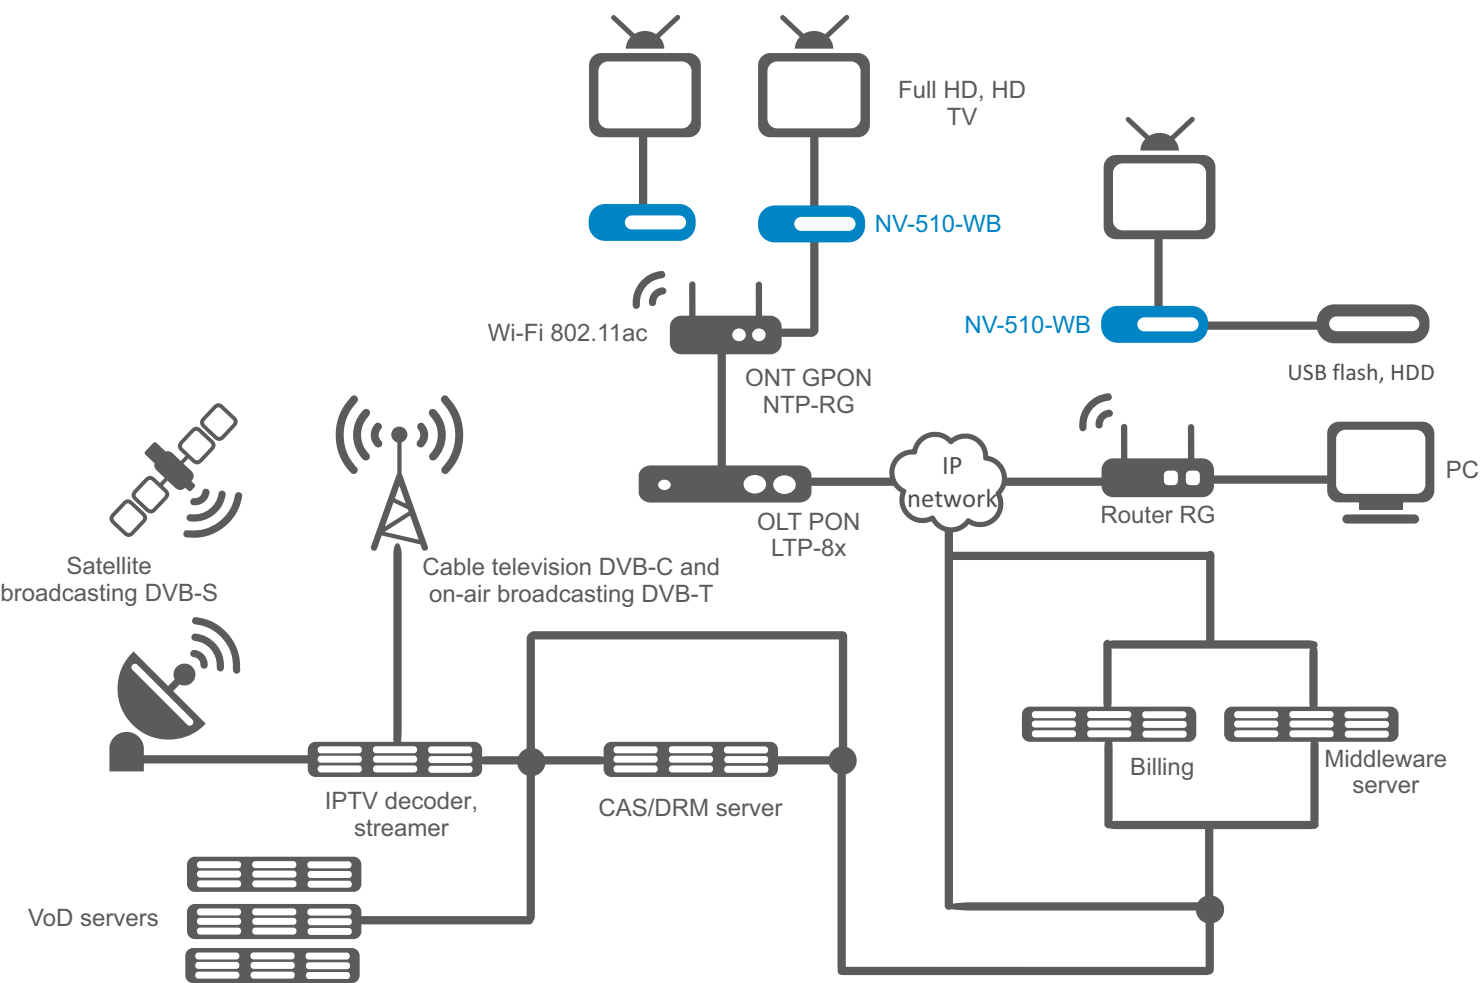 Full HD, HD
TV
NV-510-WB
NV-510-WB
Wi-Fi 802.11ac
USB flash, HDD
ONT GPON
NTP-RG
IP
network
PC
Router RG
OLT PON
LTP-8x
Satellite
broadcasting DVB-S
Cable television DVB-C and
on-air broadcasting DVB-T
Billing
Middleware
server
IPTV decoder,
streamer
CAS/DRM server
VoD servers